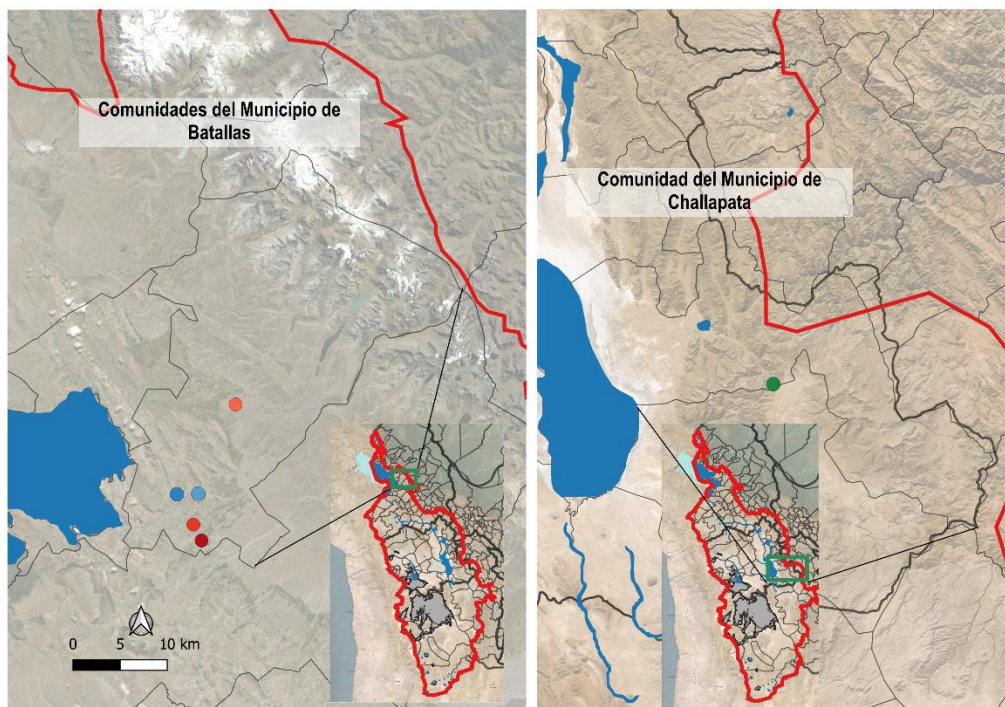 Comunidades del Municipio de
Batallas
Comunidad del Municipio de
Challapata
0 5 10 km